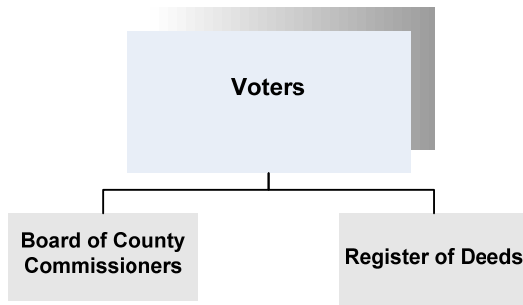 Voters
Board of County
Commissioners
Register of Deeds